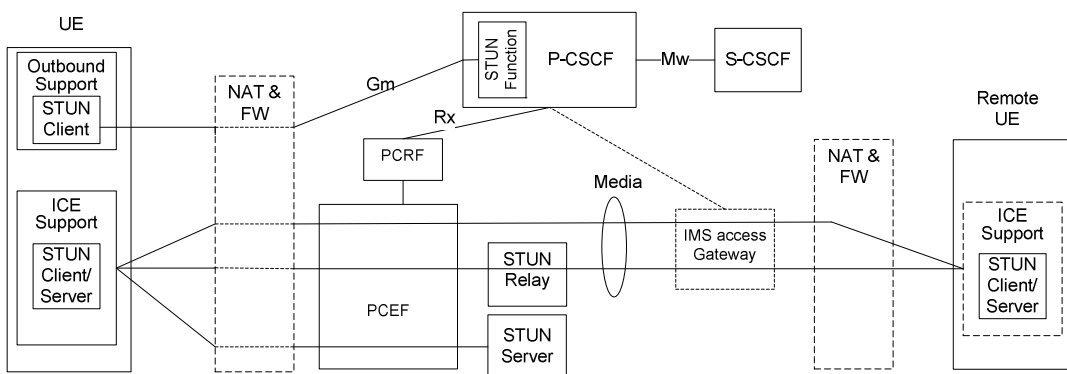 UE
Outbound
Support
STUN
Client
ICE
Support
STUN
Client/
Server
NAT &
FW
Gm
STUN
Function
P-CSCF
Mw
S-CSCF
Rx
PCRF
PCEF
Media
STUN
Relay
STUN
Server
IMS access
Gateway
NAT &
FW
Remote
UE
ICE
Support
STUN
Client/
Server